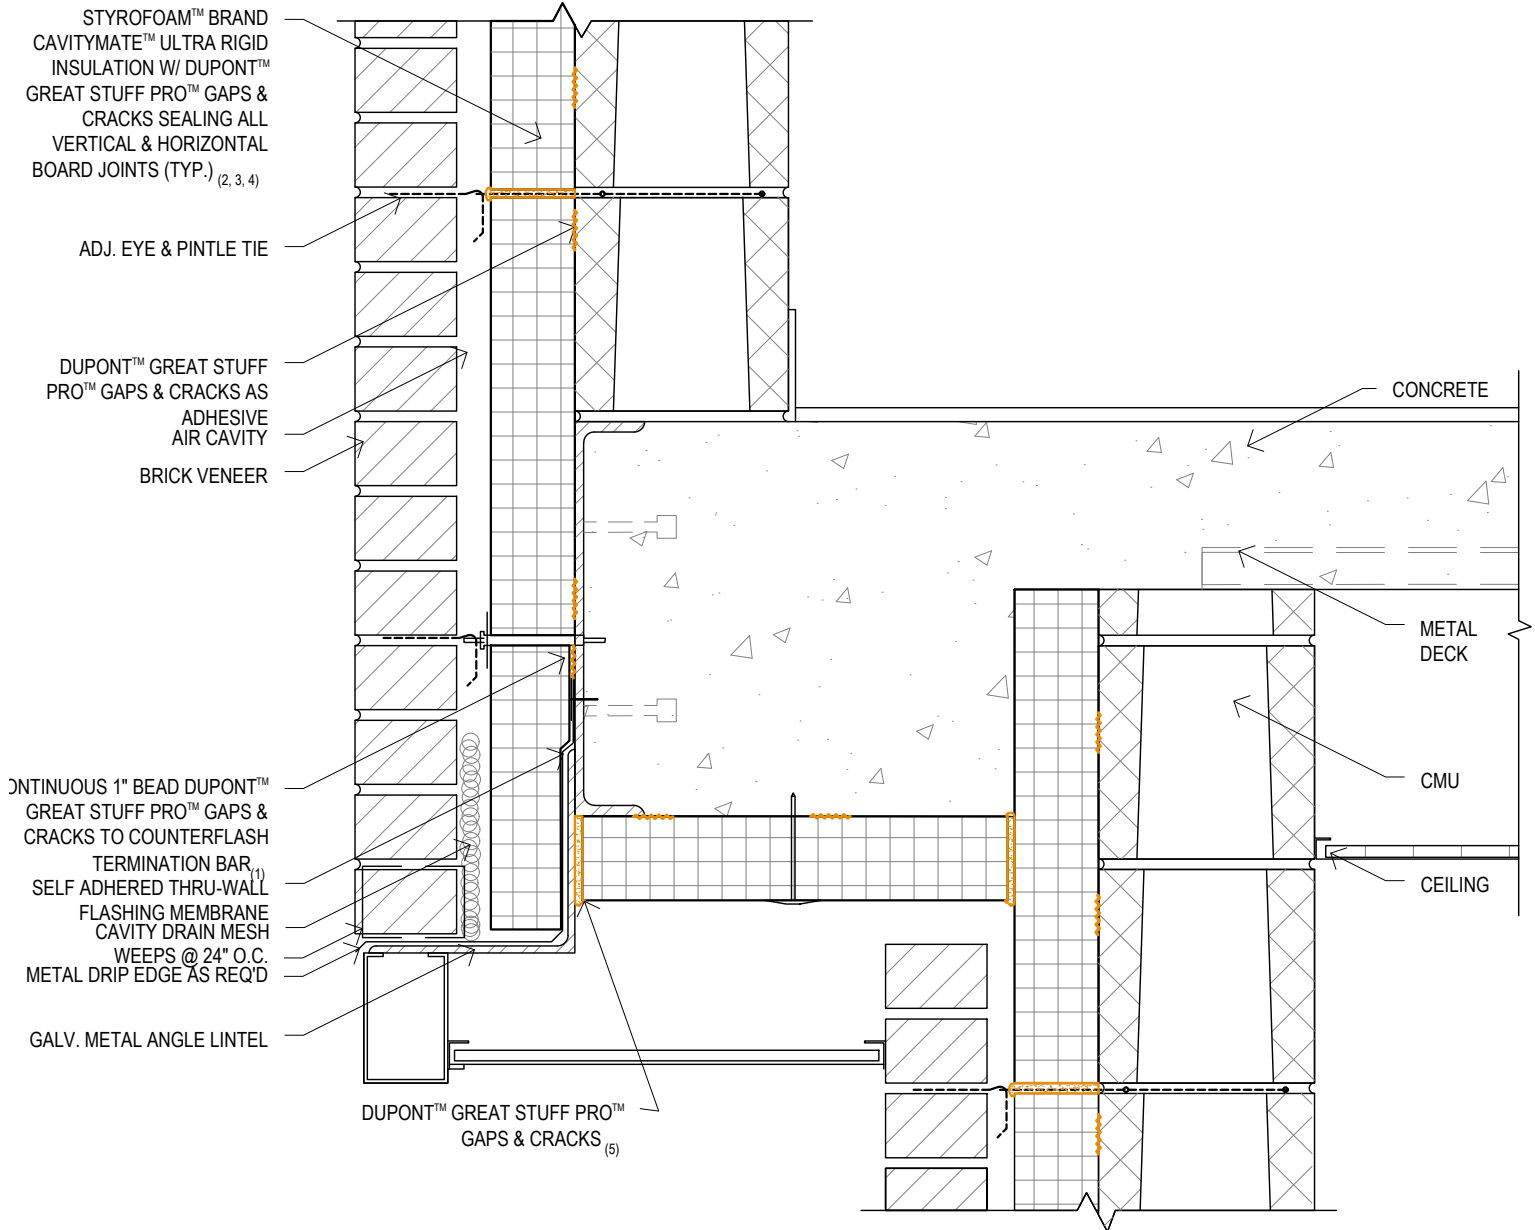 STYROFOAM™ BRAND
CAVITYMATE™ ULTRA RIGID
INSULATION W/ DUPONT™
GREAT STUFF PRO™ GAPS &
CRACKS SEALING ALL
VERTICAL & HORIZONTAL
BOARD JOINTS (TYP.) (2, 3, 4)
ADJ. EYE & PINTLE TIE
DUPONT™ GREAT STUFF
PRO™ GAPS & CRACKS AS
ADHESIVE
AIR CAVITY
BRICK VENEER
ONTINUOUS 1" BEAD DUPONT™
GREAT STUFF PRO™ GAPS &
CRACKS TO COUNTERFLASH
TERMINATION BAR(1)
SELF ADHERED THRU-WALL
FLASHING MEMBRANE
CAVITY DRAIN MESH
WEEPS @ 24" O.C.
METAL DRIP EDGE AS REQ'D
GALV. METAL ANGLE LINTEL
DUPONT™ GREAT STUFF PRO™
GAPS & CRACKS (5)
CONCRETE
METAL
DECK
CMU
CEILING